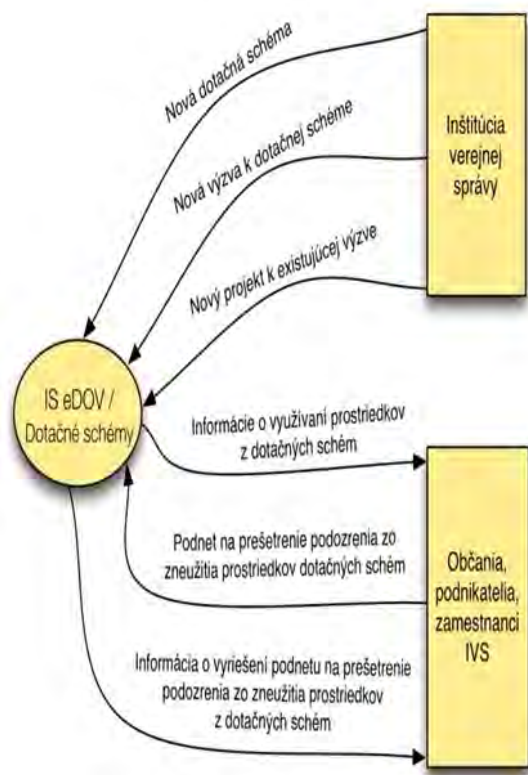 Nová dotačná schéma
Inštitúcia
verejnej
správy
Nová výzva k dotačnej schéme
Nový projekt k existujúcej výzve
IS eDOV /
Dotačné schémy
Informácie o využívaní prostriedkov
z dotačných schém
Podnet na prešetrenie podozrenia zo
zneužitia prostriedkov dotačných schém
Občania,
podnikatelia,
zamestnanci
IVS
Informácia o vyriešení podnetu na prešetrenie
podozrenia zo zneužitia prostriedkov
z dotačných schém